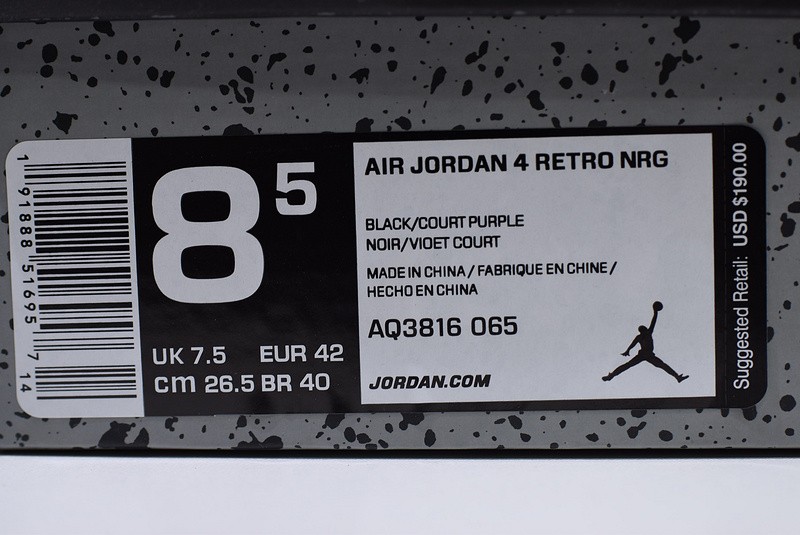 1 91888 51695 7 14
8 5
UK 7.5 EUR 42
cm 26.5 BR 40
AIR JORDAN 4 RETRO NRG
BLACK/COURT PURPLE
NOIR/VIOET COURT
MADE IN CHINA / FABRIQUE EN CHINE /
HECHO EN CHINA
AQ3816 065
JORDAN.COM
Suggested Retail: USD $190.00